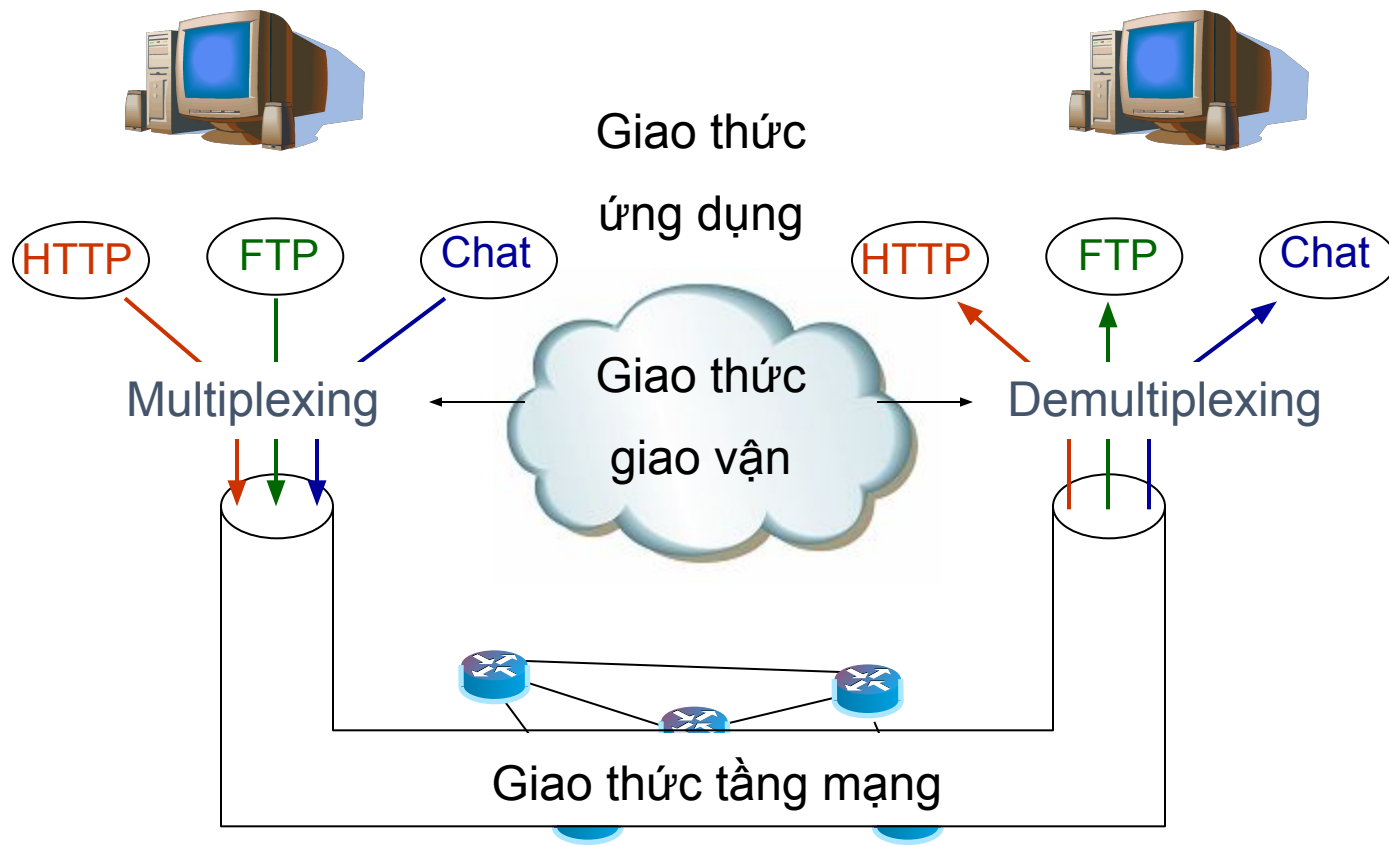 Giao thức
ứng dụng
HTTP
FTP
Chat
HTTP
FTP
Chat
Multiplexing
Giao thức
giao vận
Demultiplexing
Giao thức tầng mạng